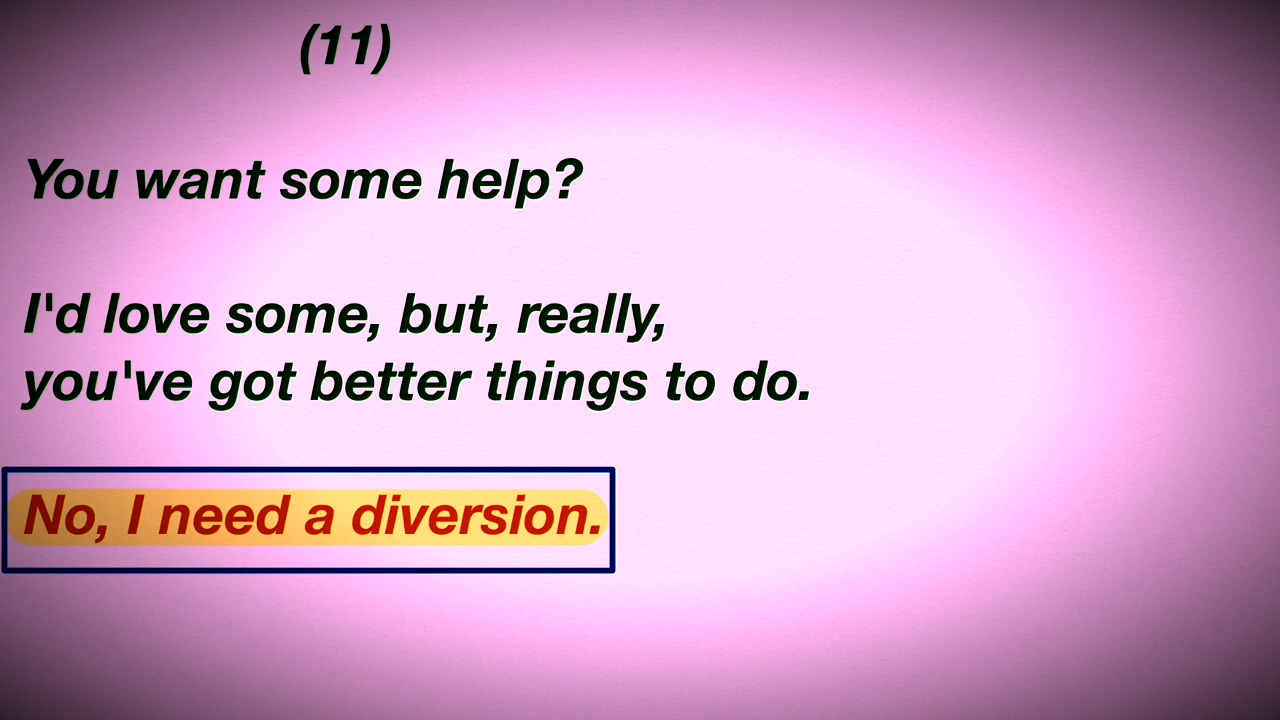 (11)
You want some help?
I'd love some, but, really,
you've got better things to do.
No, I need a diversion.